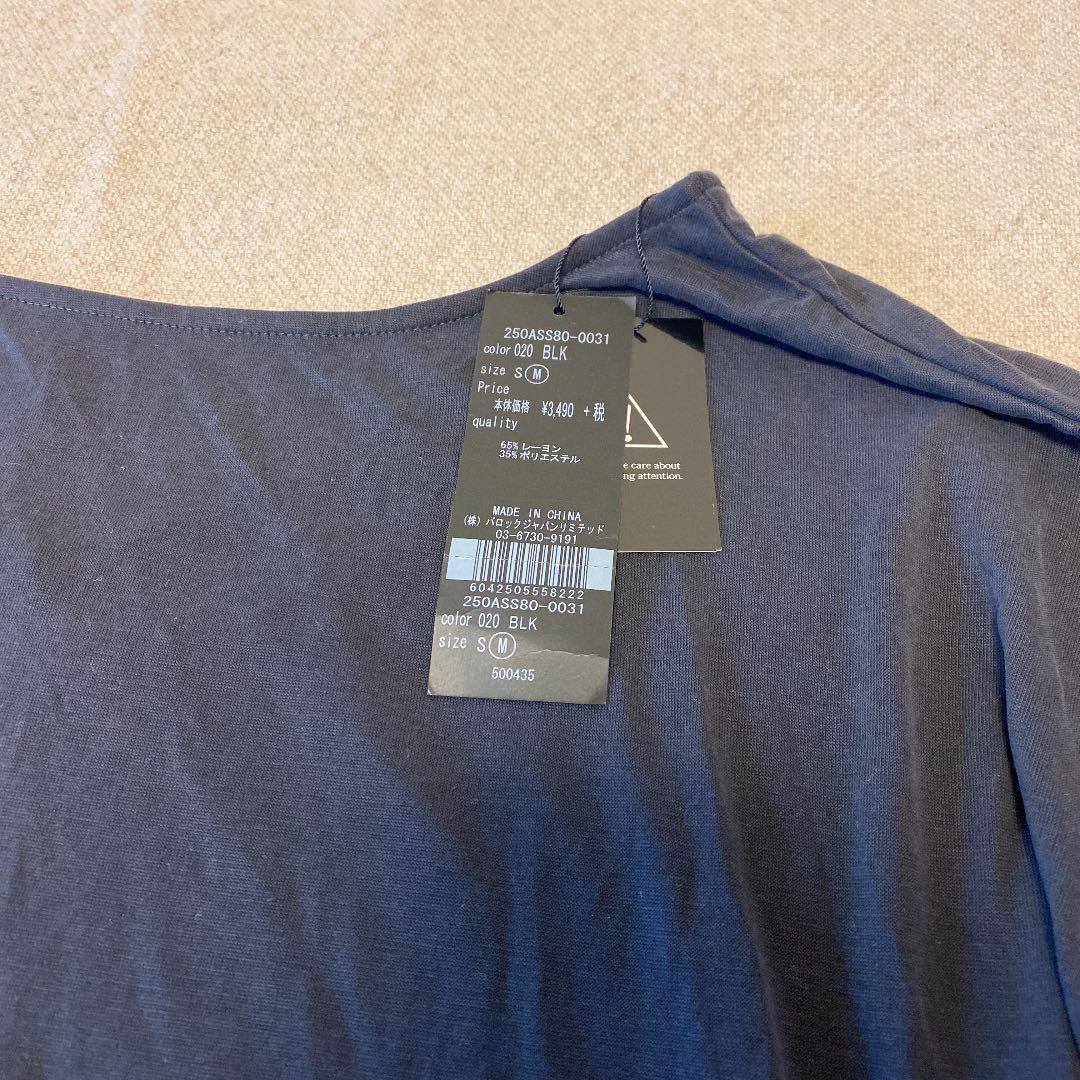 250ASS80-0031
color 020 BLK
size S M
Price
本体価格 ¥3,490 +税
quality
65% レーヨン
35% ポリエステル
MADE IN CHINA
(株) バロックジャパンリミテッド
03-6730-9191
6042505558222
250ASS80-0031
color 020 BLK
size S M
500435
!
care about
attention.